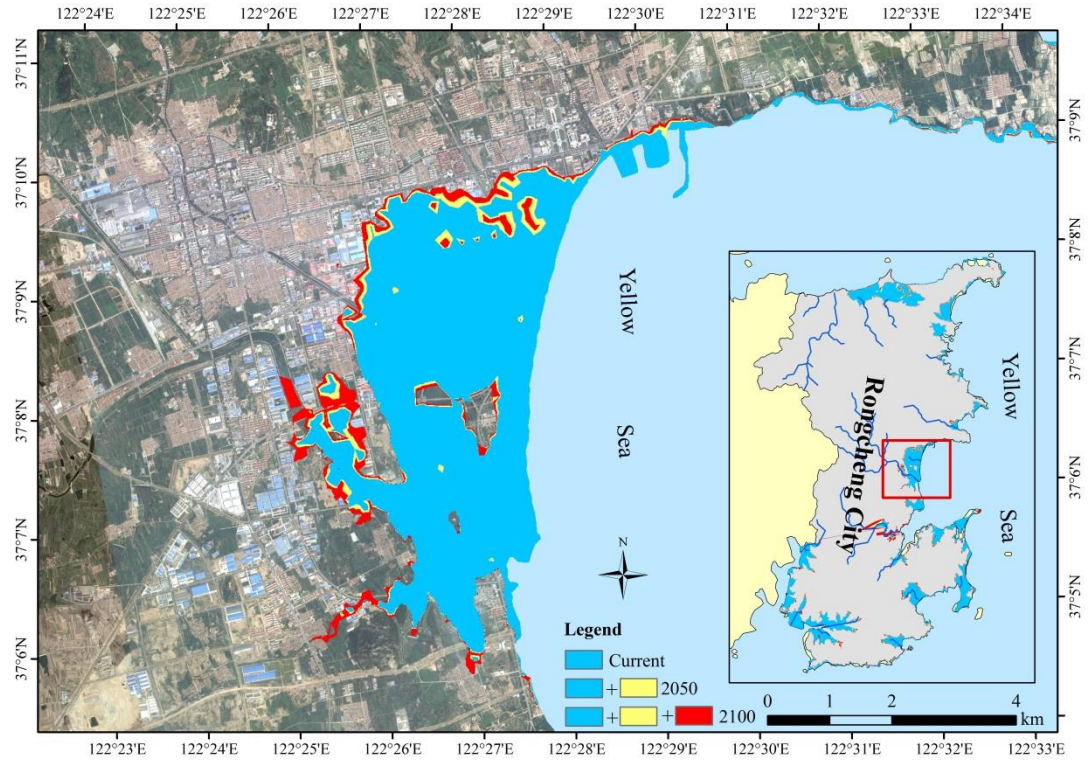 122°24'E 122°25'E 122°26'E 122°27'E 122°28'E 122°29'E 122°30'E 122°31'E 122°32'E 122°33'E 122°34'E
37°11'N
37°10'N
37°9'N
37°8'N
37°7'N
37°6'N
37°9'N
37°8'N
37°7'N
37°6'N
37°5'N
Yellow
Sea
Yellow
Sea
Rongcheng City
N
Legend
Current
+ 2050
+ + 2100
0 1 2 4
km
122°23'E 122°24'E 122°25'E 122°26'E 122°27'E 122°28'E 122°29'E 122°30'E 122°31'E 122°32'E 122°33'E